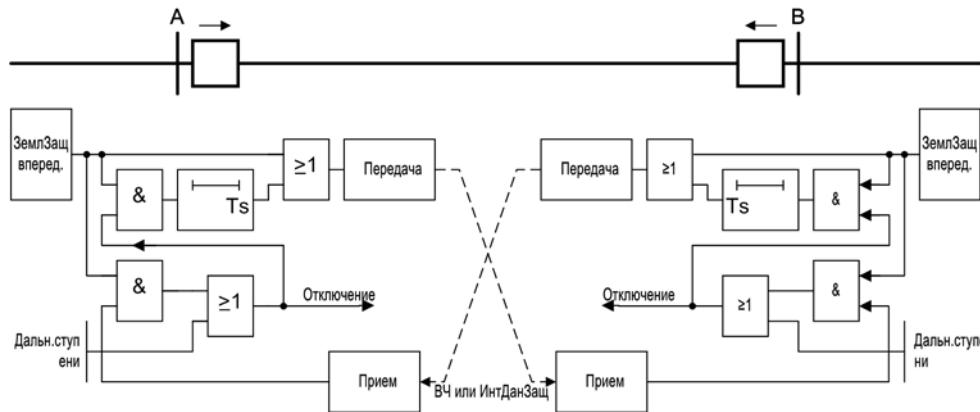 A
B
ЗемлЗащ
вперед.
≥1
Передача
&
Ts
&
≥1
Отключение
Дальн.ступ
ени
Прием
ВЧ или ИнтДанЗащ
Передача
≥1
Ts
&
ЗемлЗащ
вперед.
Отключение
≥1
&
Дальн.ступе
ни
Прием